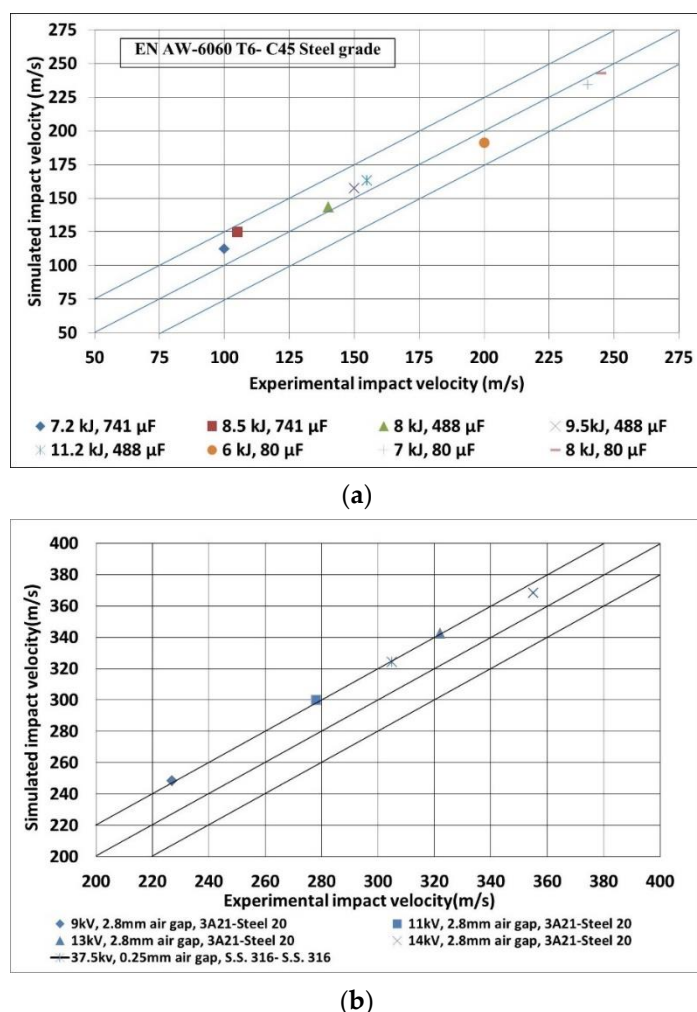 EN AW-6060 T6- C45 Steel grade
Simulated impact velocity (m/s)
275
250
225
200
175
150
125
100
75
50
50 75 100 125 150 175 200 225 250 275
Experimental impact velocity (m/s)
7.2 kJ, 741 µF 8.5 kJ, 741 µF 8 kJ, 488 µF 9.5kJ, 488 µF
11.2 kJ, 488 µF 6 kJ, 80 µF 7 kJ, 80 µF 8 kJ, 80 µF
(a)
Simulated impact velocity(m/s)
400
380
360
340
320
300
280
260
240
220
200
200 220 240 260 280 300 320 340 360 380 400
Experimental impact velocity(m/s)
9kV, 2.8mm air gap, 3A21-Steel 20 11kV, 2.8mm air gap, 3A21-Steel 20
13kV, 2.8mm air gap, 3A21-Steel 20 14kV, 2.8mm air gap, 3A21-Steel 20
37.5kv, 0.25mm air gap, S.S. 316- S.S. 316
(b)